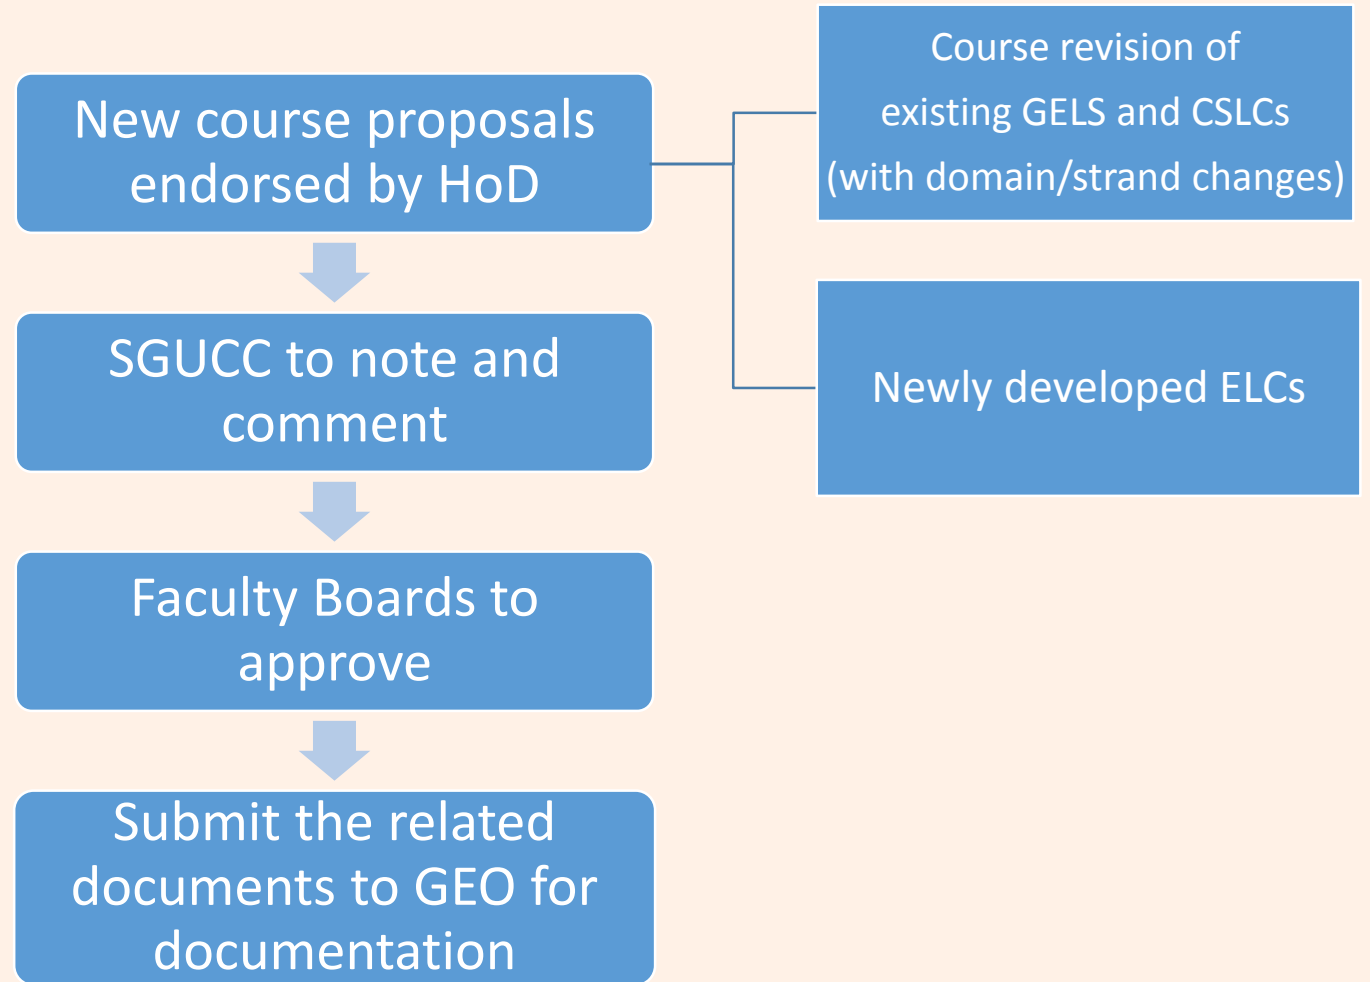 New course proposals
endorsed by HoD
SGUCC to note and
comment
Faculty Boards to
approve
Submit the related
documents to GEO for
documentation
Course revision of
existing GELS and CSLCs
(with domain/strand changes)
Newly developed ELCs